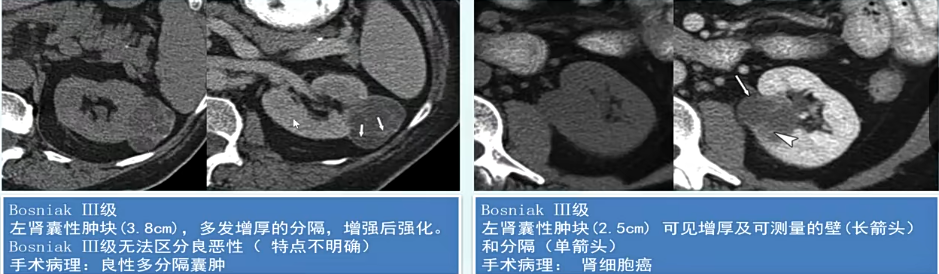 Bosniak Ⅲ级
左肾囊性肿块(3.8cm)，多发增厚的分隔，增强后强化。
Bosniak Ⅲ级无法区分良恶性（ 特点不明确）
手术病理：良性多分隔囊肿
Bosniak Ⅲ级
左肾囊性肿块(2.5cm) 可见增厚及可测量的壁(长箭头)
和分隔（单箭头）
手术病理： 肾细胞癌